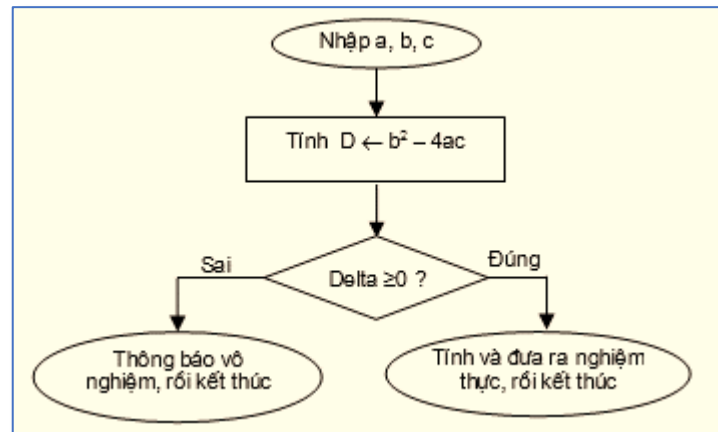 Nhập a, b, c
Tính D ← b² – 4ac
Delta ≥0 ?
Sai
Đúng
Thông báo vô
nghiệm, rồi kết thúc
Tính và đưa ra nghiệm
thực, rồi kết thúc